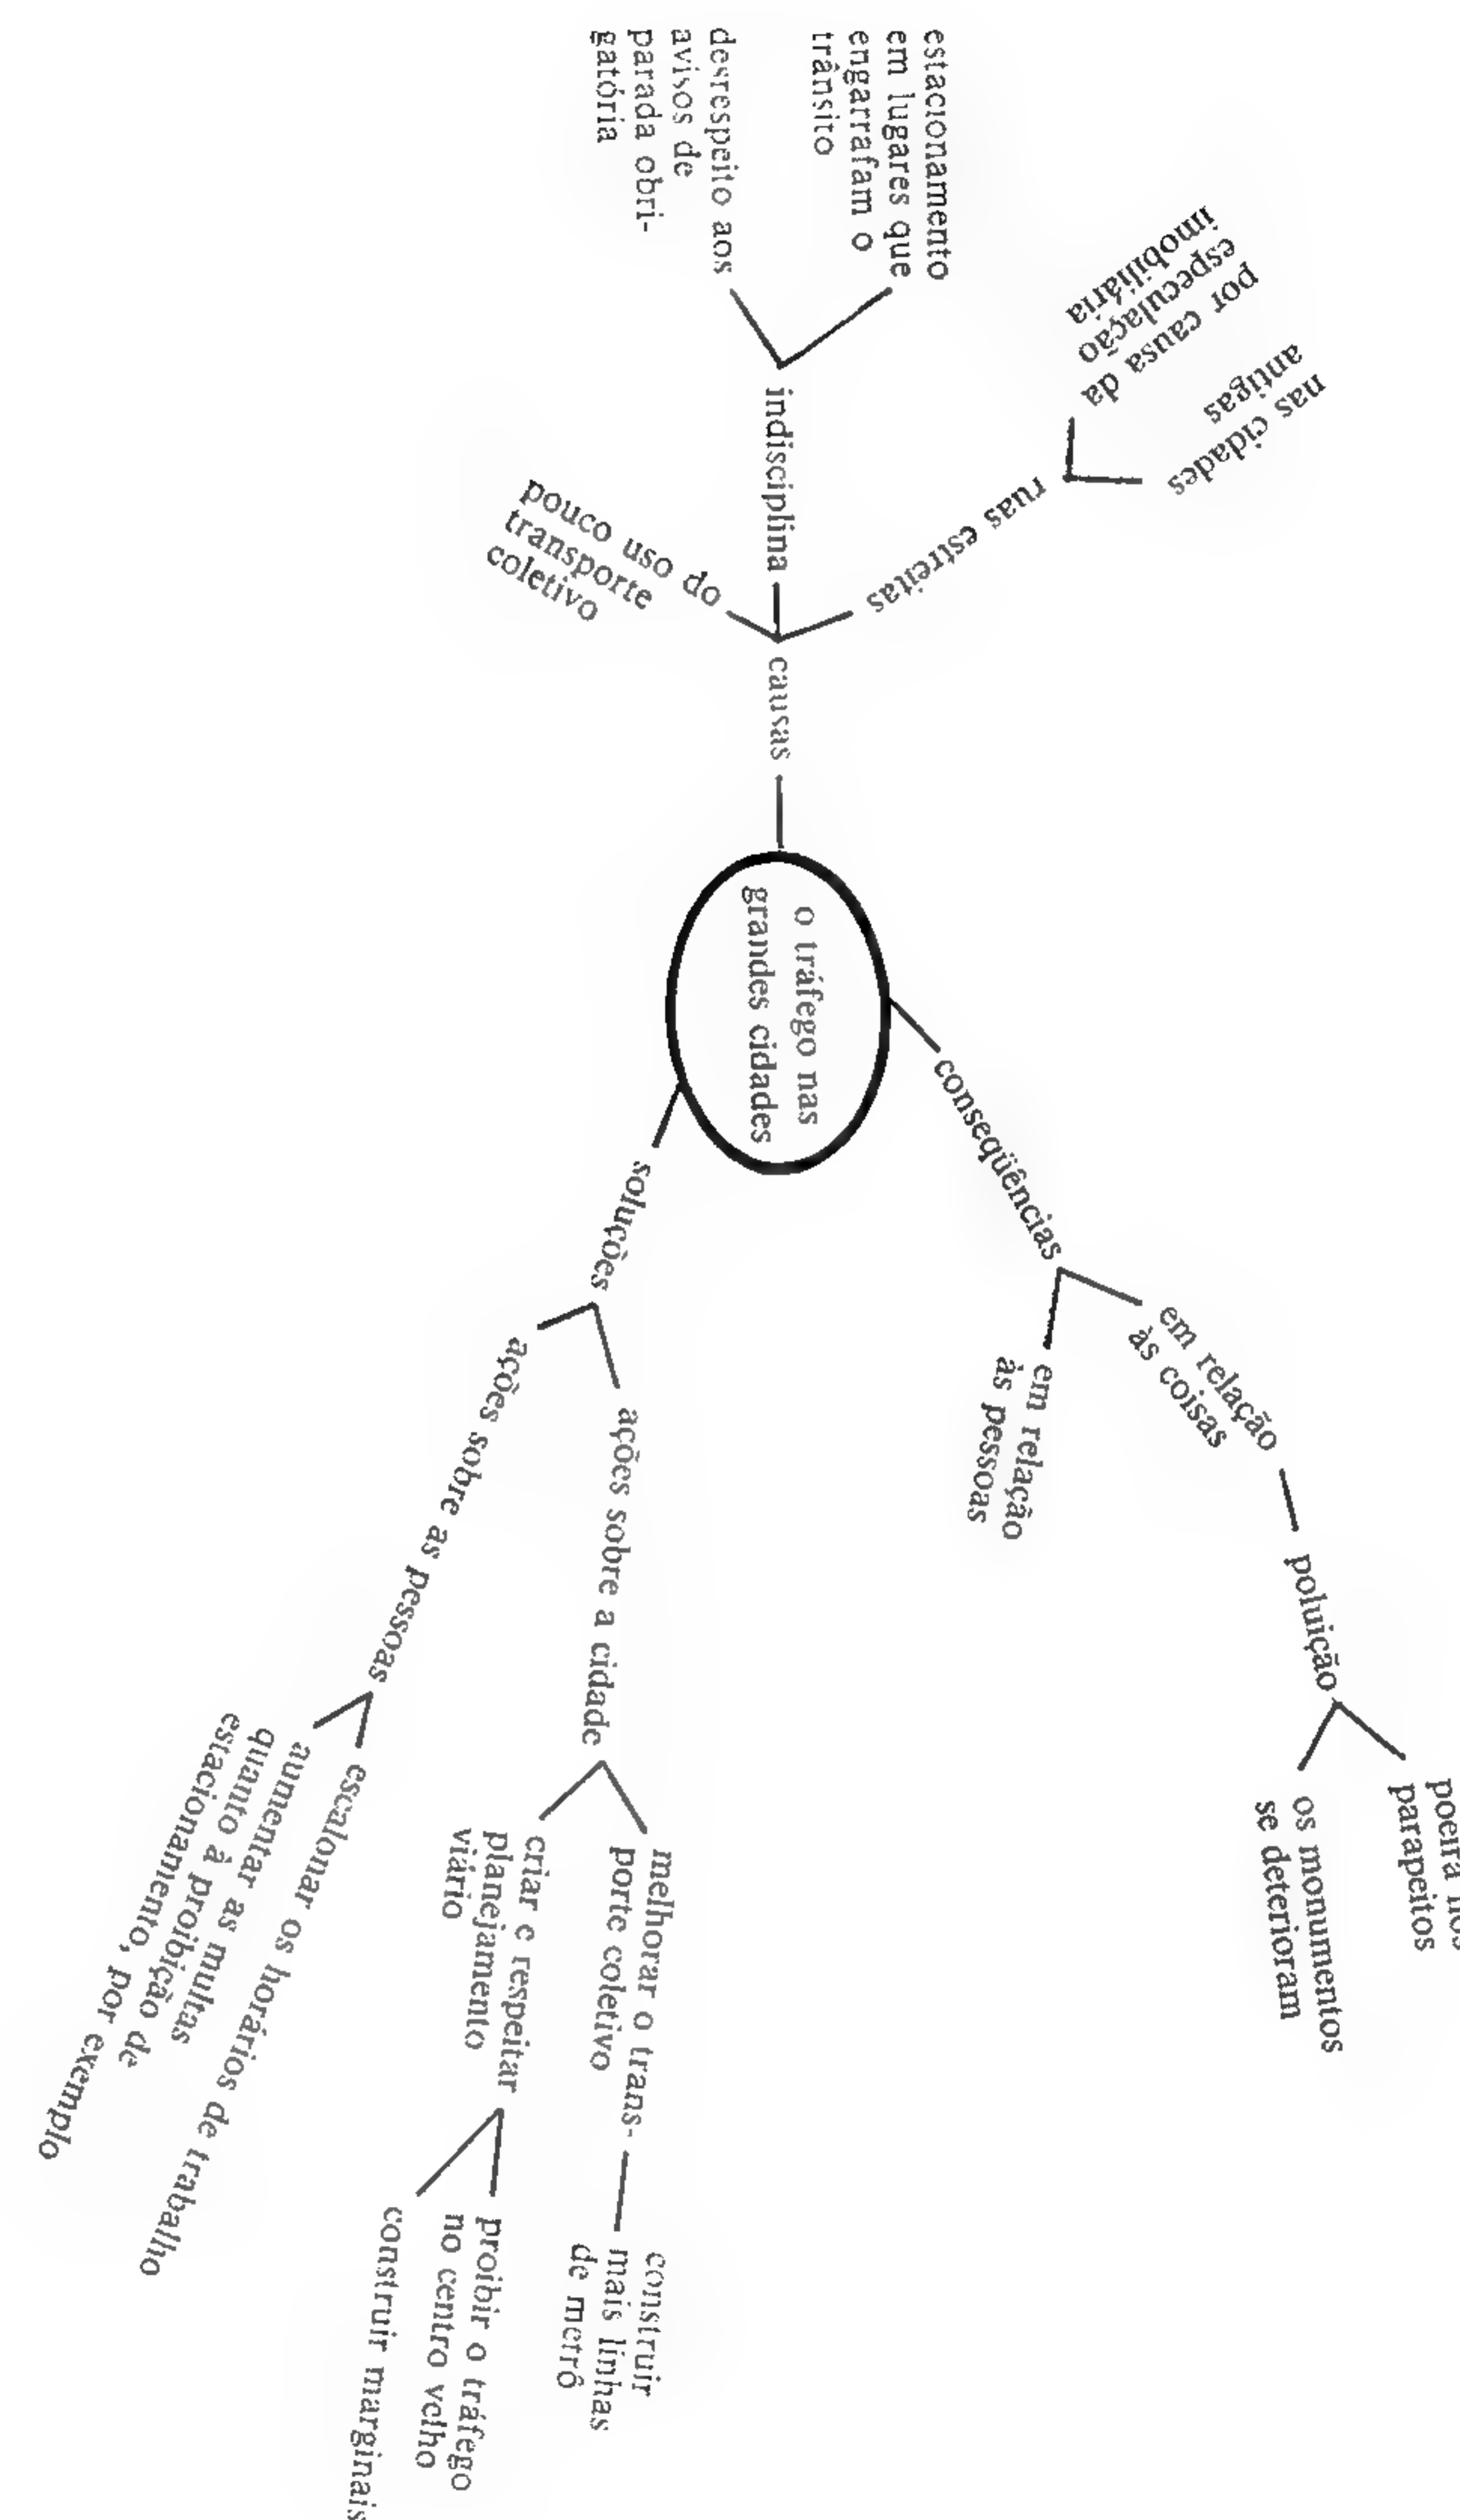 estacionamento
em lugares que
engarrafam o
trânsito
desrespeito aos
avisos de
parada obri-
gatória
indisciplina
por causa da
especulação
imobiliária
nas cidades
antigas
ruas estreitas
pouco uso do
transporte
coletivo
causas
o tráfego nas
grandes cidades
conseqüências
em relação
às coisas
poluição
poeira nos
parapeitos
os monumentos
se deterioram
em relação
às pessoas
soluções
ações sobre a cidade
melhorar o trans-
porte coletivo
construir
mais linhas
de metrô
criar e respeitar
planejamento
viário
proibir o tráfego
no centro velho
construir marginais
ações sobre as pessoas
escalonar os horários de trabalho
aumentar as multas
quanto à proibição de
estacionamento, por exemplo